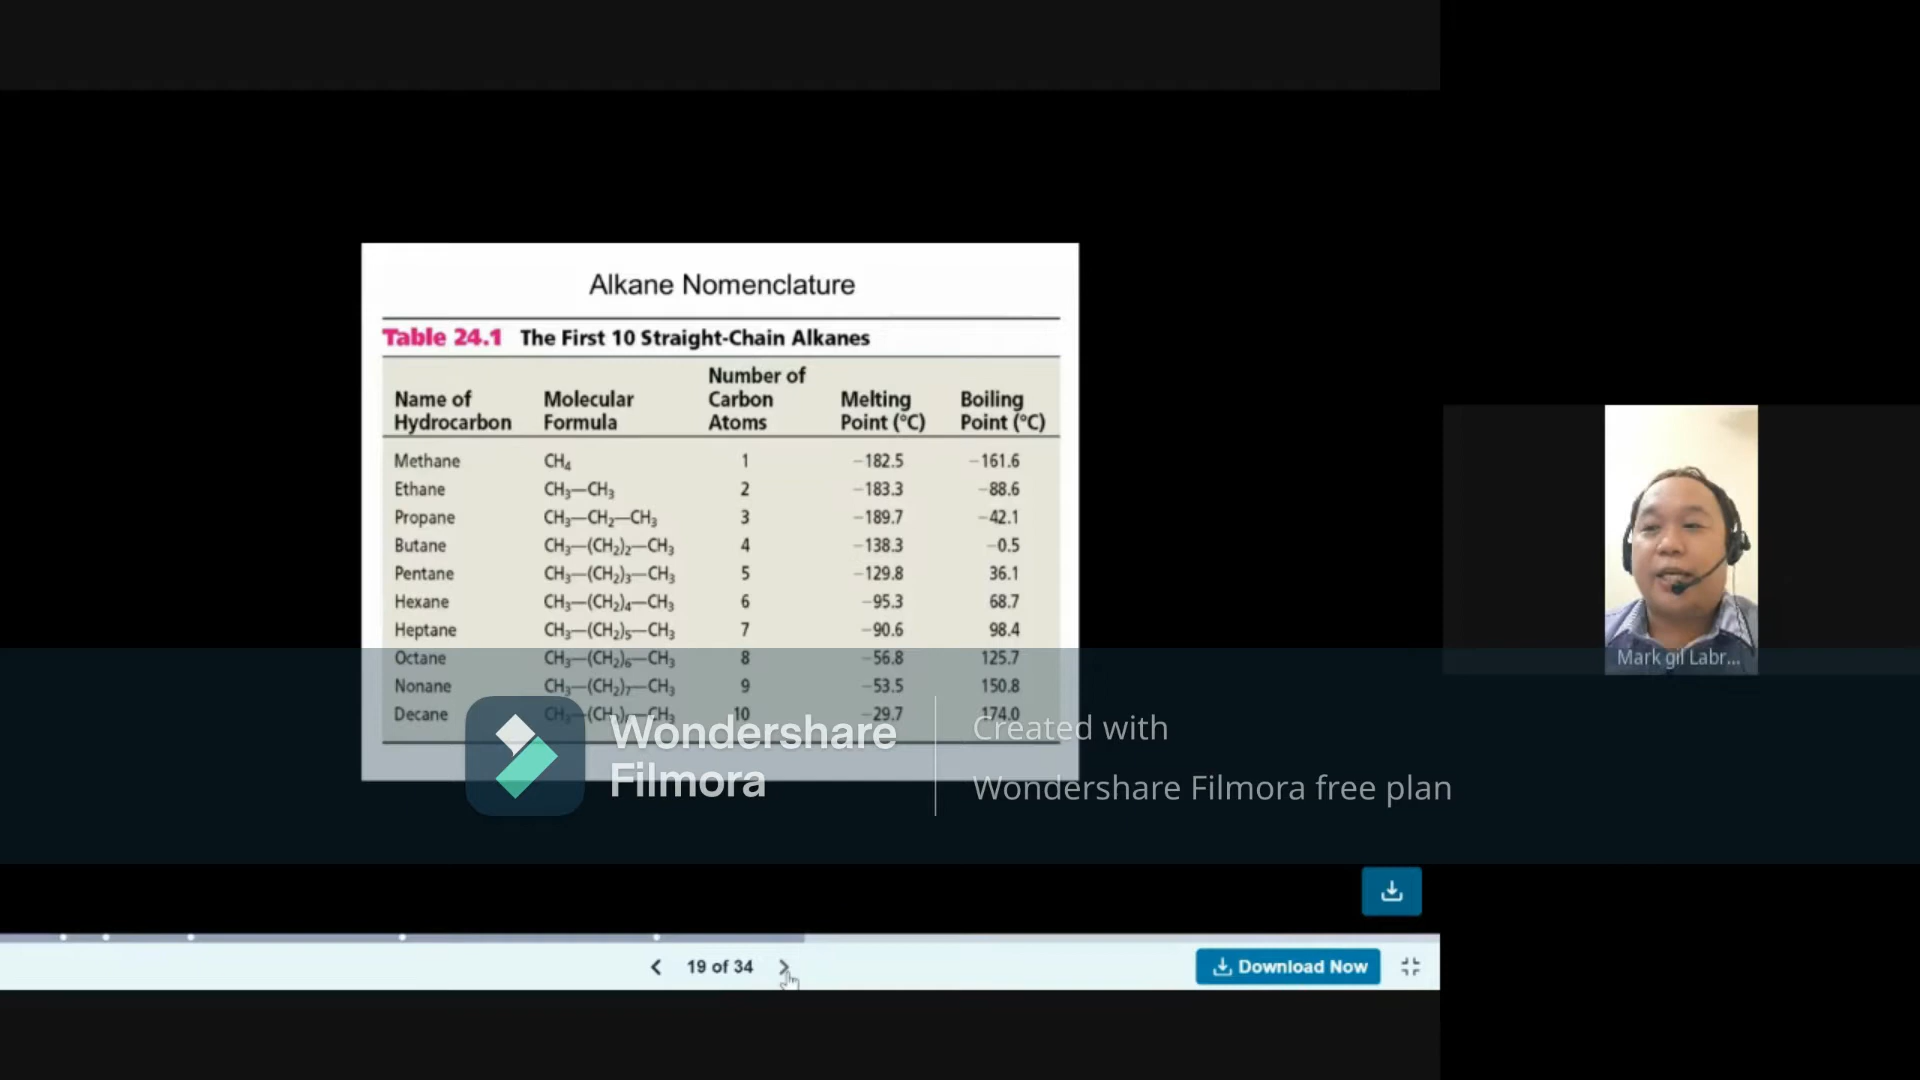 Alkane Nomenclature
Table 24.1 The First 10 Straight-Chain Alkanes
Name of Hydrocarbon Molecular Formula Number of Carbon Atoms Melting Point (°C) Boiling Point (°C)
Methane CH₄ 1 −182.5 −161.6
Ethane CH₃—CH₃ 2 −183.3 −88.6
Propane CH₃—CH₂—CH₃ 3 −189.7 −42.1
Butane CH₃—(CH₂)₂—CH₃ 4 −138.3 −0.5
Pentane CH₃—(CH₂)₃—CH₃ 5 −129.8 36.1
Hexane CH₃—(CH₂)₄—CH₃ 6 −95.3 68.7
Heptane CH₃—(CH₂)₅—CH₃ 7 −90.6 98.4
Octane CH₃—(CH₂)₆—CH₃ 8 −56.8 125.7
Nonane CH₃—(CH₂)₇—CH₃ 9 −53.5 150.8
Decane 10 −29.7 174.0
Mark gil Labr...
Wondershare
Filmora
Created with
Wondershare Filmora free plan
19 of 34
Download Now